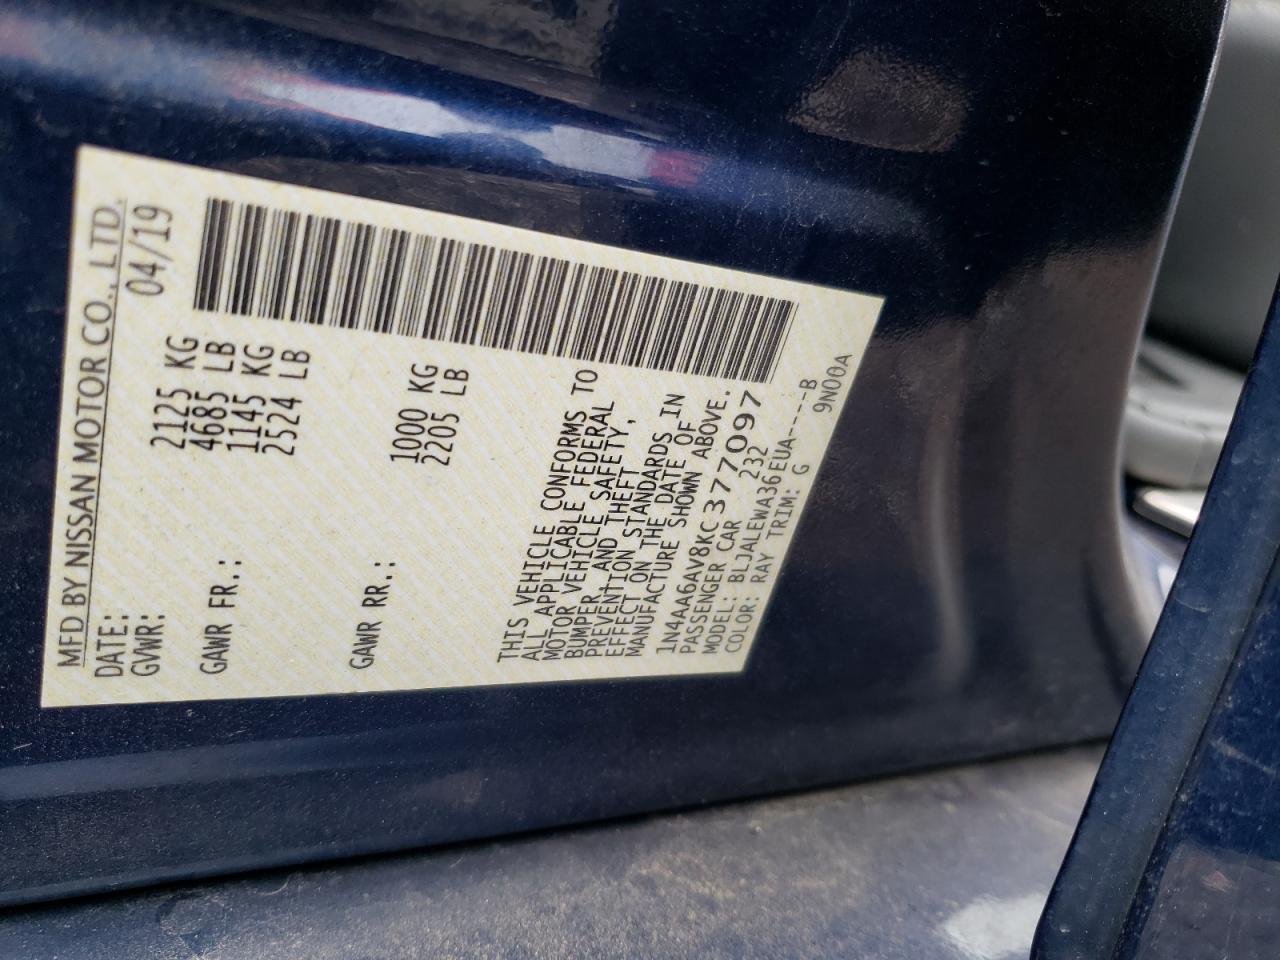 MFD BY NISSAN MOTOR CO., LTD.
DATE: 04/19
GVWR: 2125 KG
4685 LB
GAWR FR.: 1145 KG
2524 LB
GAWR RR.: 1000 KG
2205 LB
THIS VEHICLE CONFORMS TO
ALL APPLICABLE FEDERAL
MOTOR VEHICLE SAFETY,
BUMPER, AND THEFT
PREVENTION STANDARDS IN
EFFECT ON THE DATE OF
MANUFACTURE SHOWN ABOVE.
1N4AA6AV8KC377097
PASSENGER CAR 232
MODEL: BLJALEWA36EUA-----B
COLOR: RAY TRIM: G 9N00A